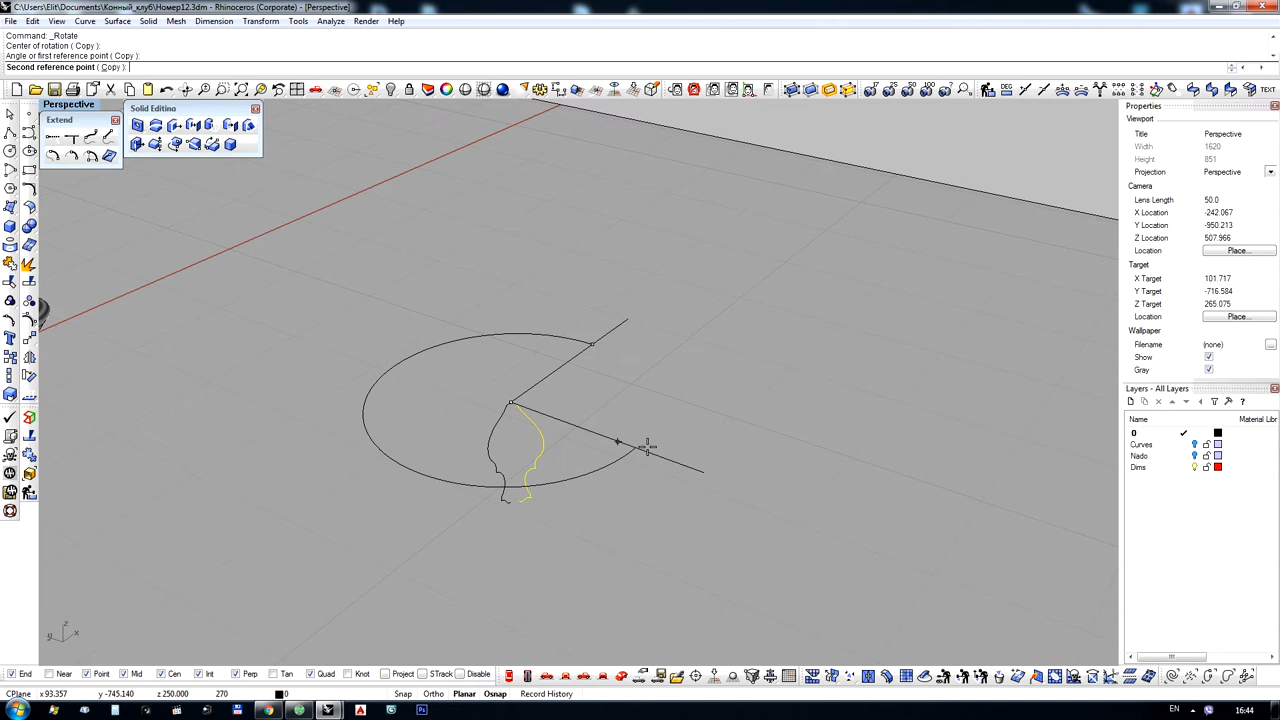 C:\Users\Elit\Documents\Конный_клуб\Номер12.3dm - Rhinoceros (Corporate) - [Perspective]
File Edit View Curve Surface Solid Mesh Dimension Transform Tools Analyze Render Help
Command: _Rotate
Center of rotation ( Copy ):
Angle or first reference point ( Copy ):
Second reference point ( Copy ):
TEXT
Perspective
Solid Editing
Extend
Properties
Viewport
Title Perspective
Width 1620
Height 851
Projection Perspective
Camera
Lens Length 50.0
X Location -242.067
Y Location -950.213
Z Location 507.966
Location Place...
Target
X Target 101.717
Y Target -716.584
Z Target 265.075
Location Place...
Wallpaper
Filename (none)
Show
Gray
Layers - All Layers
Name Material Libr
0
Curves
Nado
Dims
z
y x
End Near Point Mid Cen Int Perp Tan Quad Knot Project STrack Disable
CPlane x 93.357 y -745.140 z 250.000 270 0 Snap Ortho Planar Osnap Record History
EN 16:44